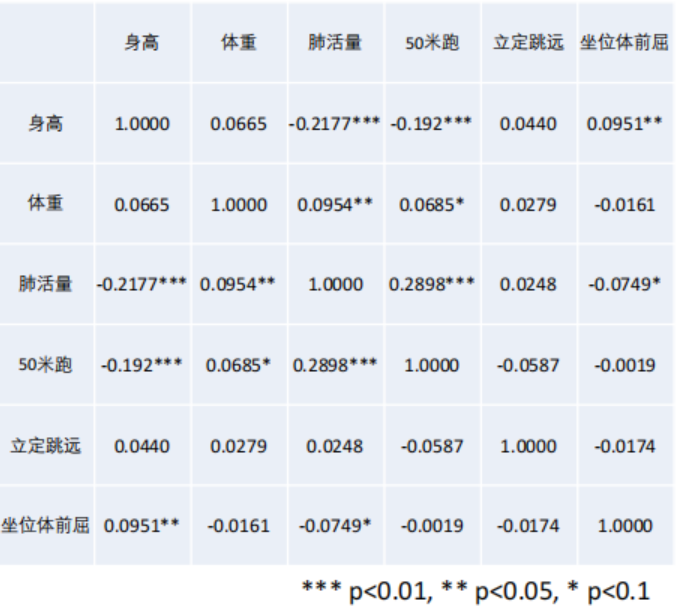 身高 体重 肺活量 50米跑 立定跳远 坐位体前屈
身高 1.0000 0.0665 -0.2177*** -0.192*** 0.0440 0.0951**
体重 0.0665 1.0000 0.0954** 0.0685* 0.0279 -0.0161
肺活量 -0.2177*** 0.0954** 1.0000 0.2898*** 0.0248 -0.0749*
50米跑 -0.192*** 0.0685* 0.2898*** 1.0000 -0.0587 -0.0019
立定跳远 0.0440 0.0279 0.0248 -0.0587 1.0000 -0.0174
坐位体前屈 0.0951** -0.0161 -0.0749* -0.0019 -0.0174 1.0000
*** p<0.01, ** p<0.05, * p<0.1